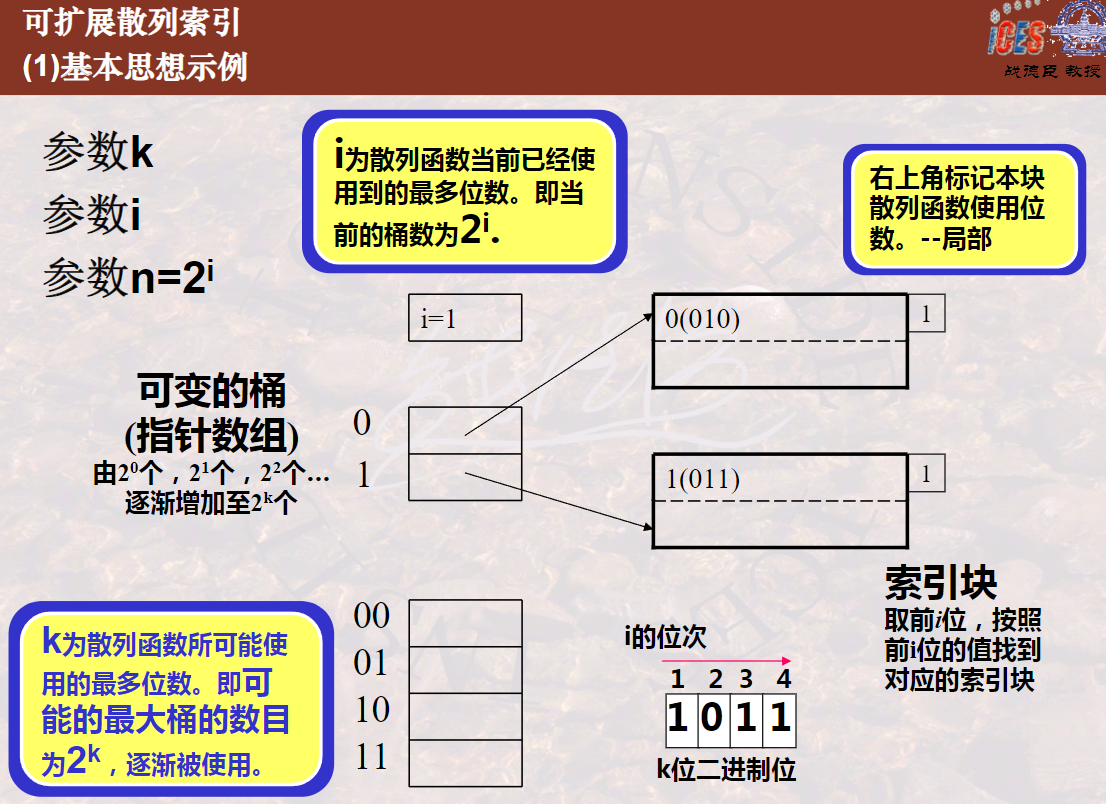 可扩展散列索引
(1)基本思想示例
iCES
战德臣 教授
参数k
参数i
参数n=2^i
i为散列函数当前已经使
用到的最多位数。即当
前的桶数为2^i.
右上角标记本块
散列函数使用位
数。--局部
i=1
0(010)
1
可变的桶
(指针数组)
由2^0个，2^1个，2^2个…
逐渐增加至2^k个
0
1
1(011)
1
k为散列函数所可能使
用的最多位数。即可
能的最大桶的数目
为2^k，逐渐被使用。
00
01
10
11
i的位次
1 2 3 4
1 0 1 1
k位二进制位
索引块
取前i位，按照
前i位的值找到
对应的索引块